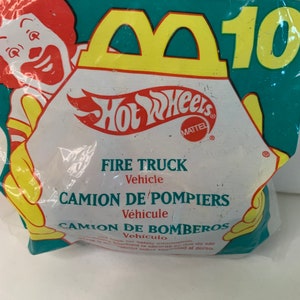 10
Hot Wheels
MATTEL
®
FIRE TRUCK
Vehicle
CAMION DE POMPIERS
Véhicule
CAMION DE BOMBEROS
Vehículo